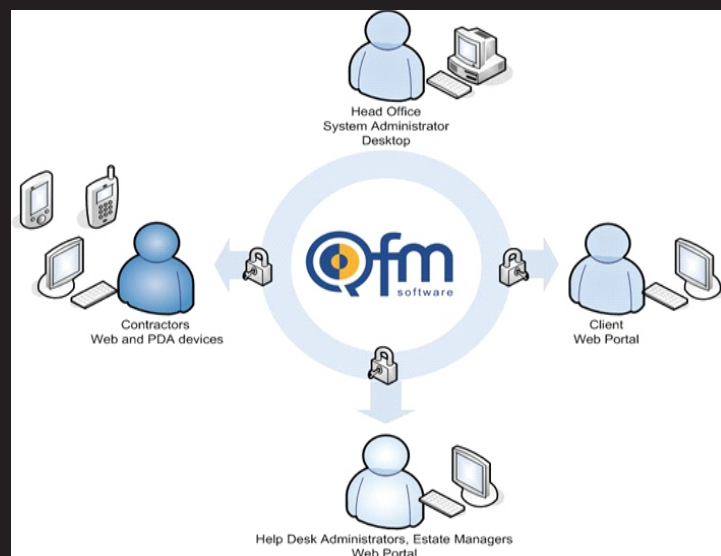 Head Office
System Administrator
Desktop
Qfm
software
Contractors
Web and PDA devices
Client
Web Portal
Help Desk Administrators, Estate Managers
Web Portal